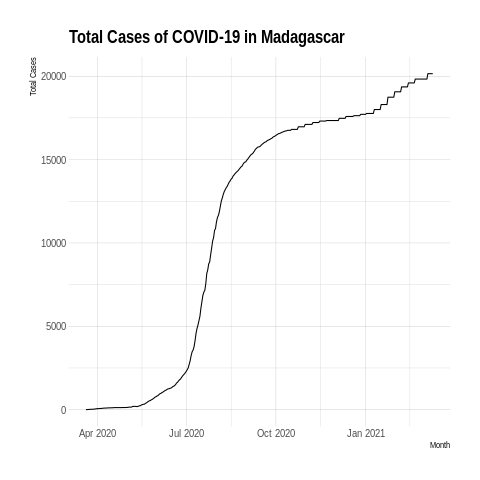 Total Cases of COVID-19 in Madagascar
Total Cases
20000
15000
10000
5000
0
Apr 2020
Jul 2020
Oct 2020
Jan 2021
Month